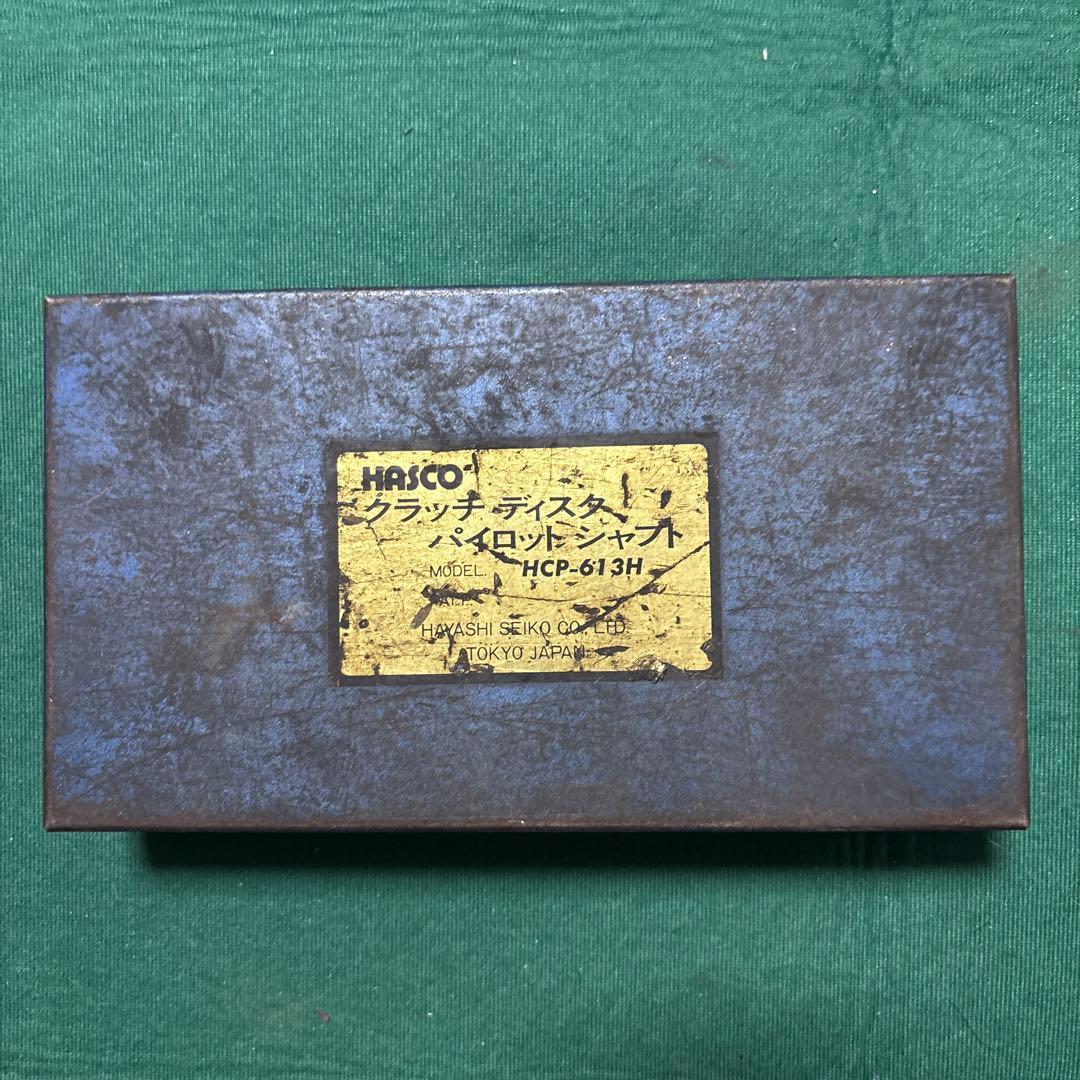 HASCO
クラッチ ディスク
パイロット シャフト
MODEL. HCP-613H
HAYASHI SEIKO CO., LTD.
TOKYO JAPAN